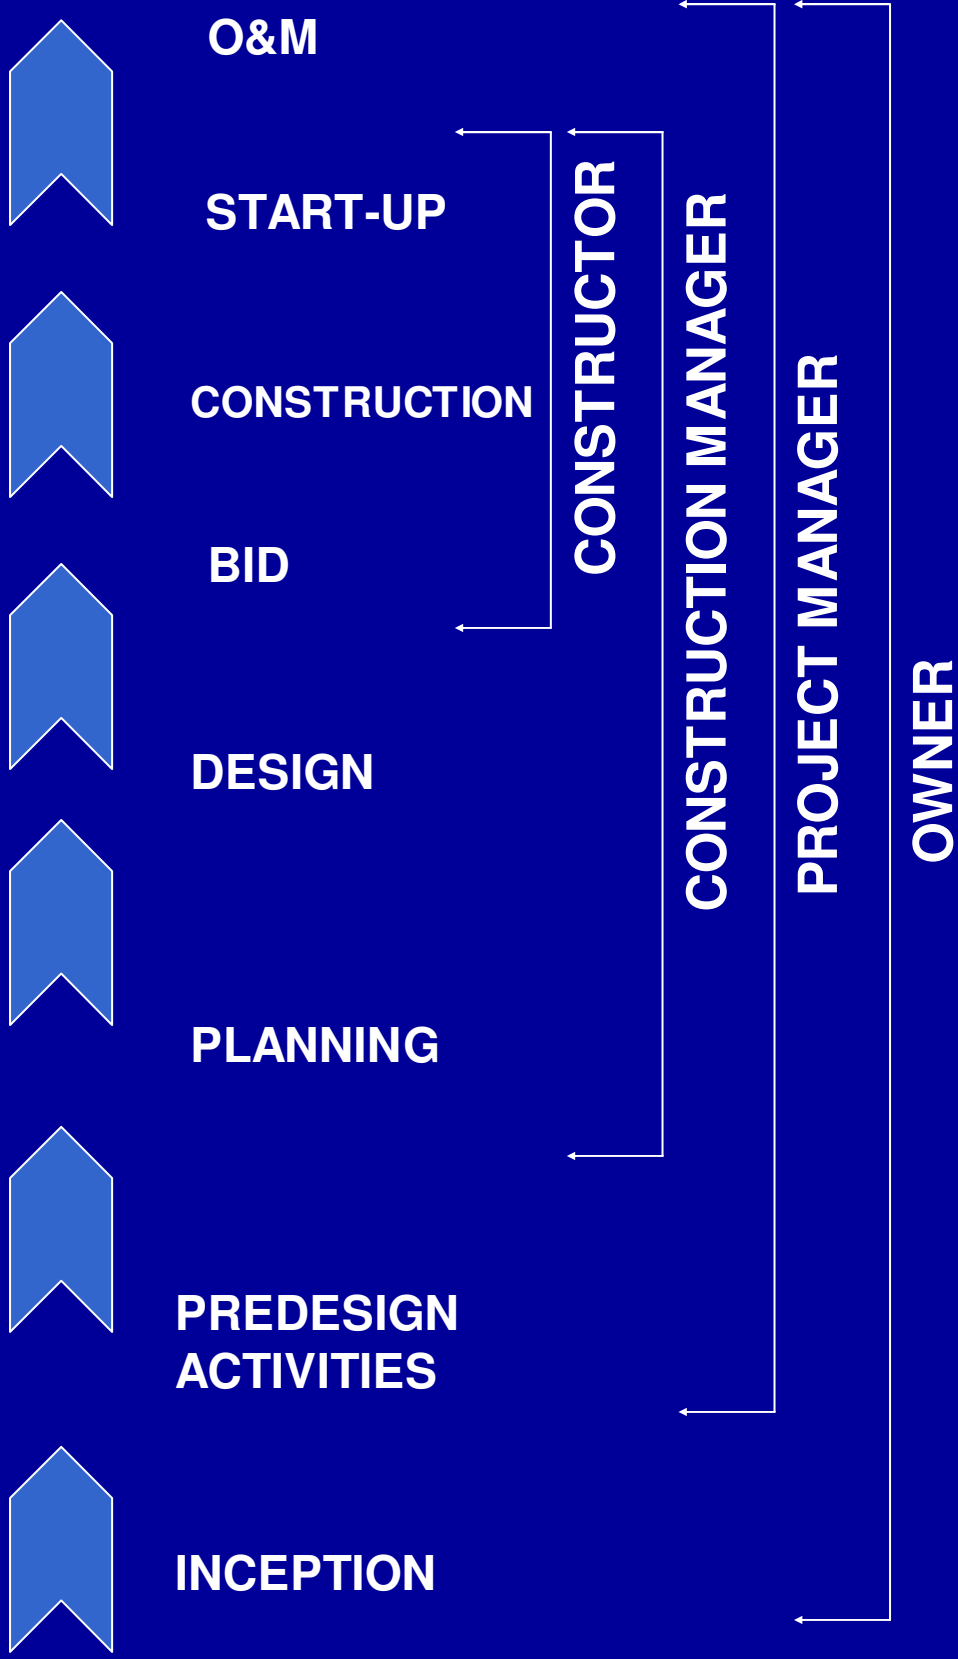 O&M
START-UP
CONSTRUCTION
BID
DESIGN
PLANNING
PREDESIGN
ACTIVITIES
INCEPTION
CONSTRUCTOR
CONSTRUCTION MANAGER
PROJECT MANAGER
OWNER